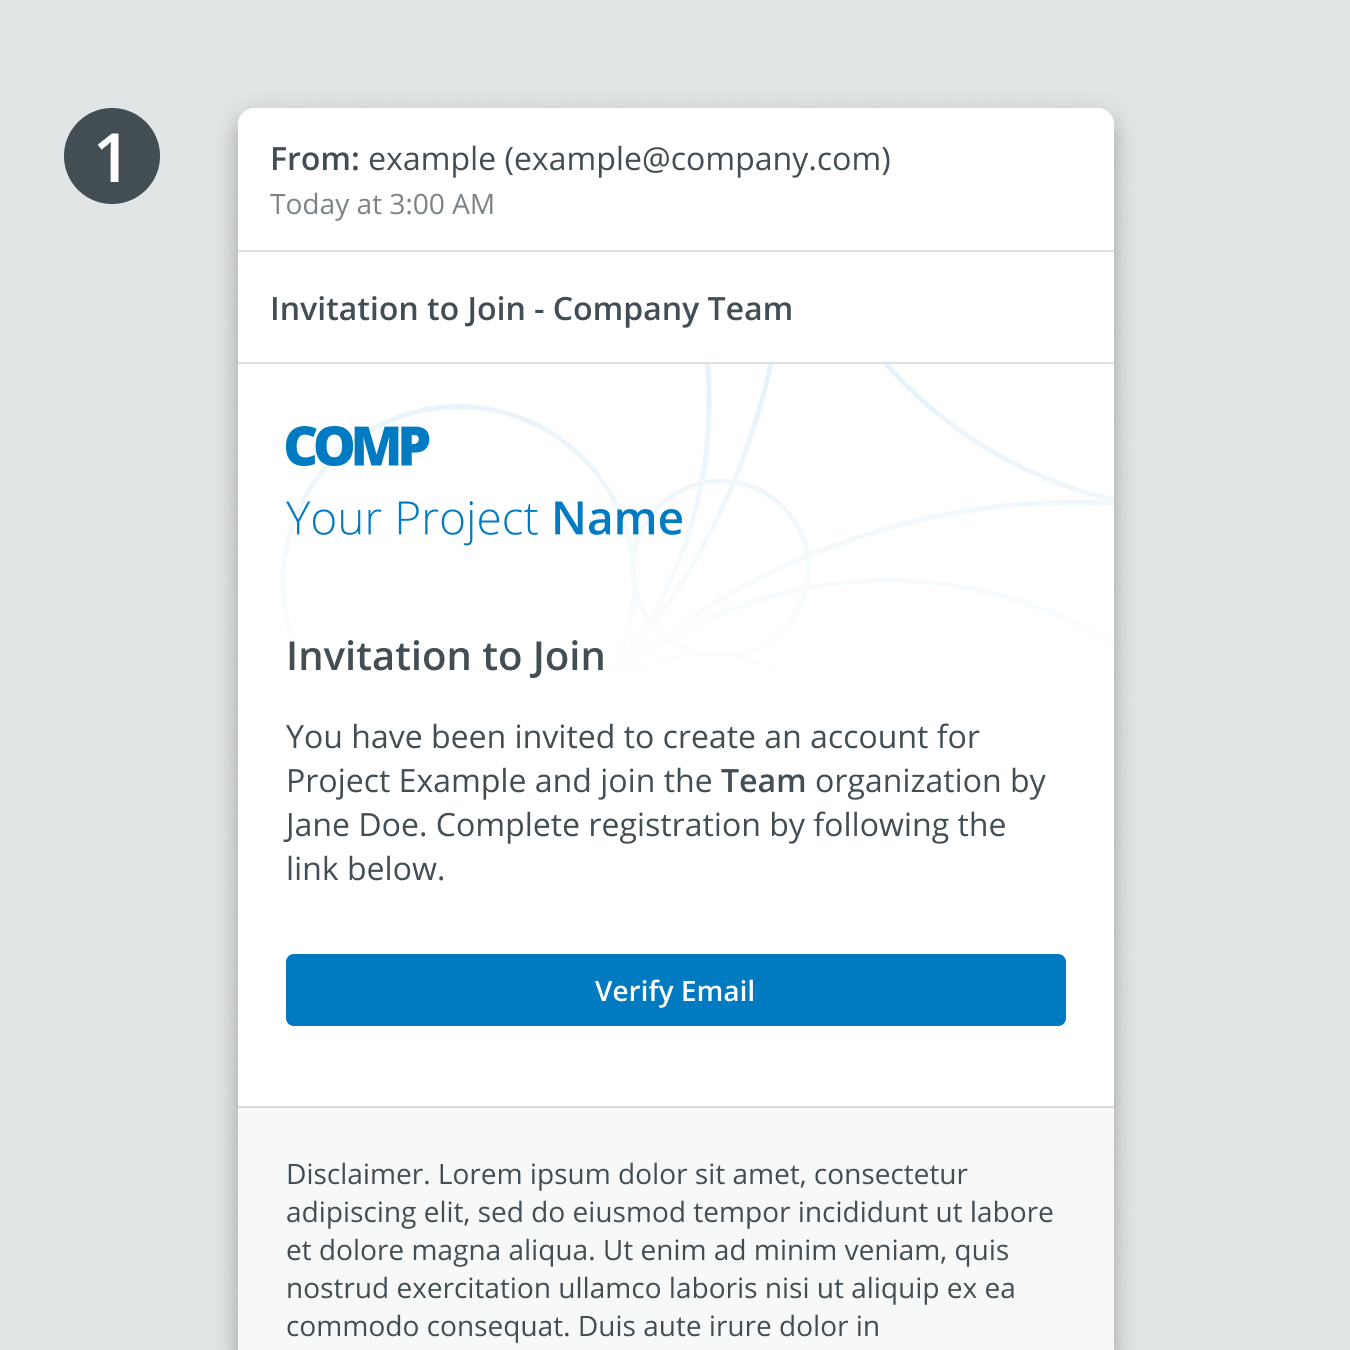 1
From: example (example@company.com)
Today at 3:00 AM
Invitation to Join - Company Team
COMP
Your Project Name
Invitation to Join
You have been invited to create an account for
Project Example and join the Team organization by
Jane Doe. Complete registration by following the
link below.
Verify Email
Disclaimer. Lorem ipsum dolor sit amet, consectetur
adipiscing elit, sed do eiusmod tempor incididunt ut labore
et dolore magna aliqua. Ut enim ad minim veniam, quis
nostrud exercitation ullamco laboris nisi ut aliquip ex ea
commodo consequat. Duis aute irure dolor in